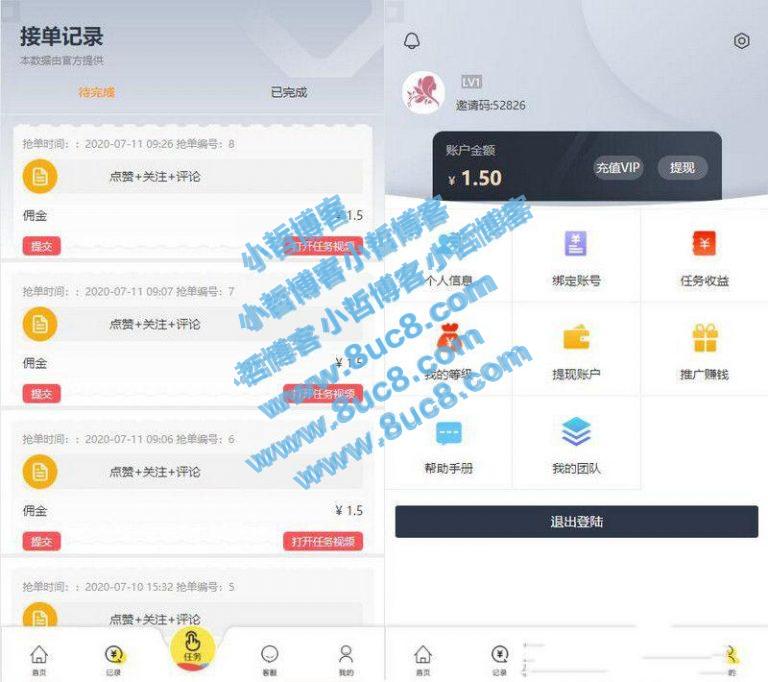 接单记录
本数据由官方提供
待完成
已完成
抢单时间：：2020-07-11 09:26 抢单编号：8
点赞+关注+评论
佣金
¥ 1.5
提交
打开任务视频
抢单时间：：2020-07-11 09:07 抢单编号：7
点赞+关注+评论
佣金
¥ 1.5
提交
打开任务视频
抢单时间：：2020-07-11 09:06 抢单编号：6
点赞+关注+评论
佣金
¥ 1.5
提交
打开任务视频
抢单时间：：2020-07-10 15:32 抢单编号：5
点赞+关注+评论
首页
记录
任务
客服
我的
LV1
邀请码:52826
账户金额
¥ 1.50
充值VIP
提现
个人信息
绑定账号
任务收益
我的等级
提现账户
推广赚钱
帮助手册
我的团队
退出登陆
首页
记录
的
小哲博客小哲博客
小哲博客 小哲博客
哲博客 www.8uc8.com
www.8uc8.com
www.8uc8.com